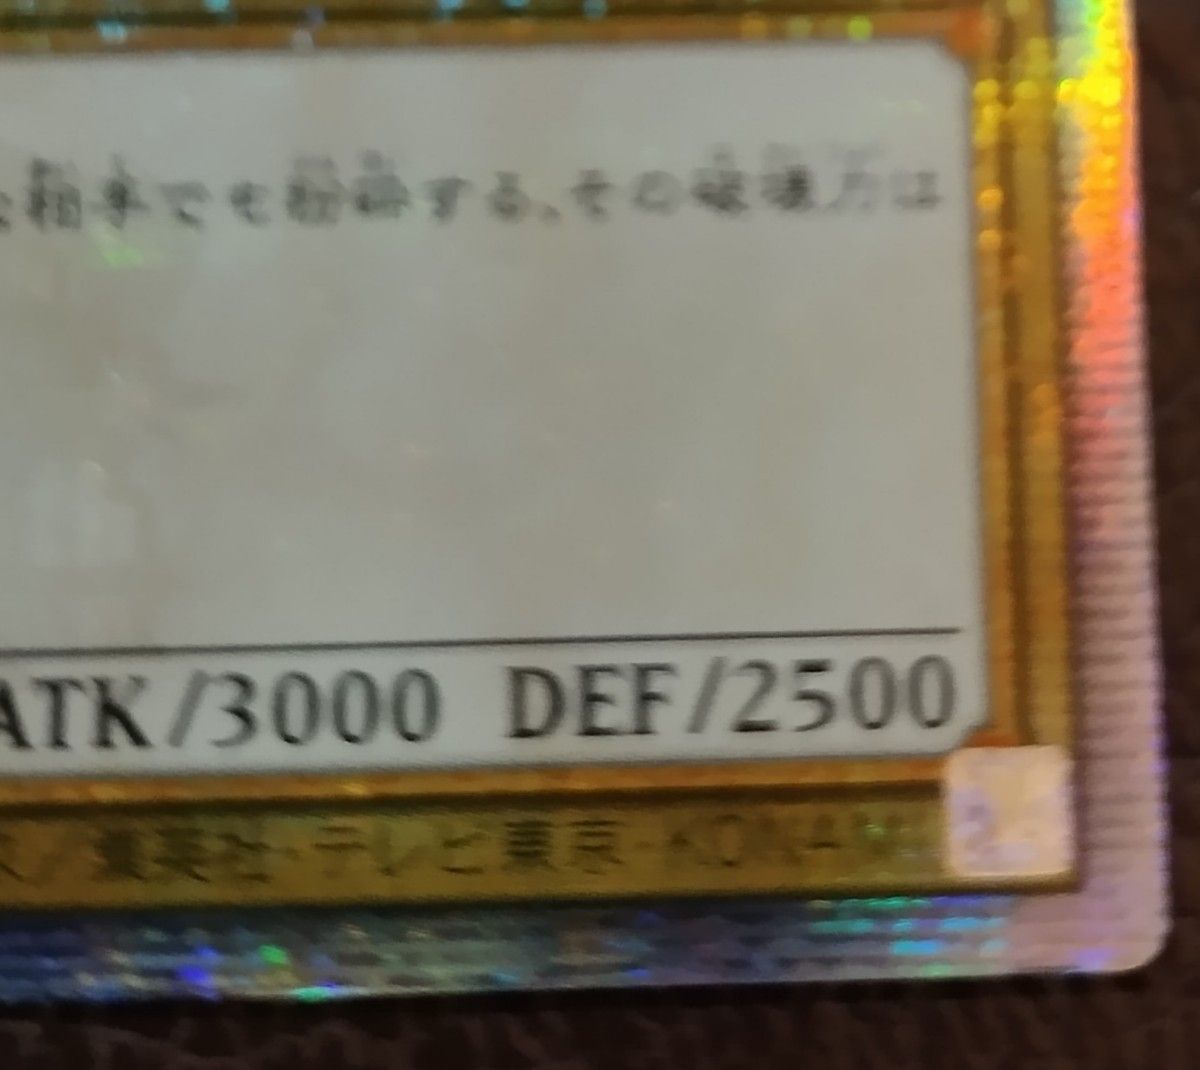 相手でも粉砕する、その破壊力は
ATK/3000 DEF/2500
ス/集英社・テレビ東京・KONAMI